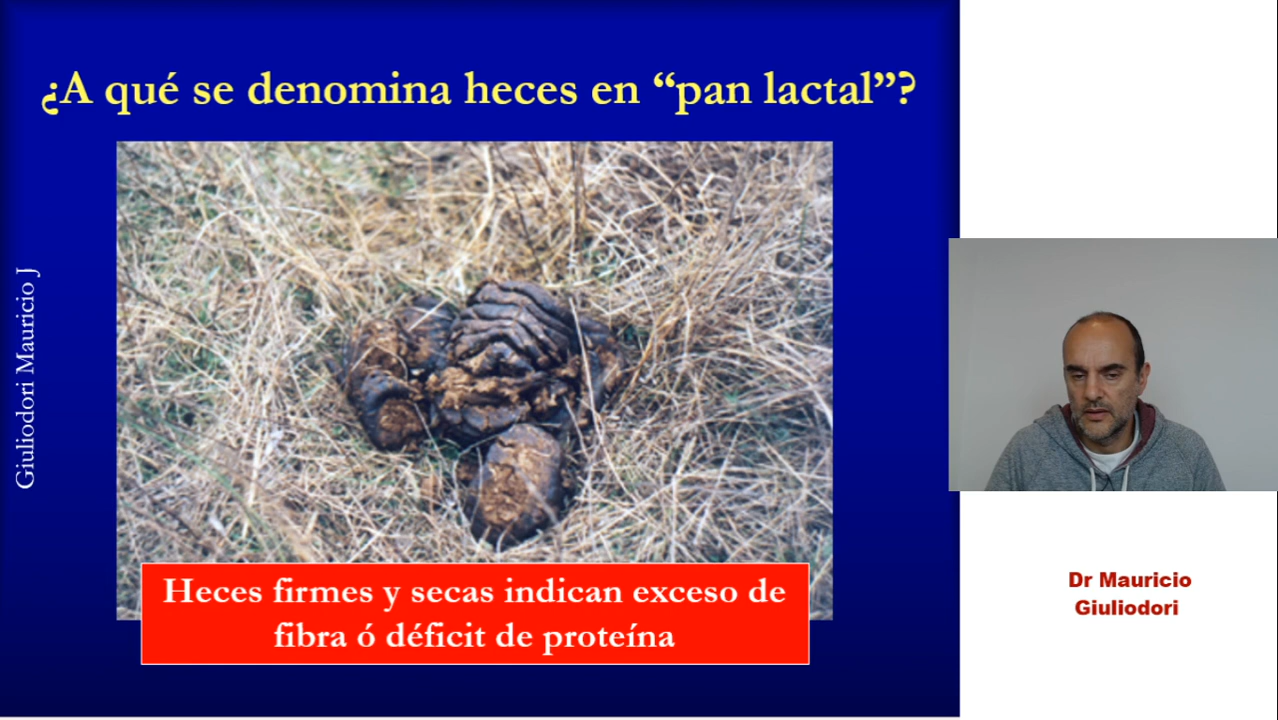 ¿A qué se denomina heces en “pan lactal”?
Giuliodori Mauricio J
Heces firmes y secas indican exceso de
fibra ó déficit de proteína
Dr Mauricio
Giuliodori